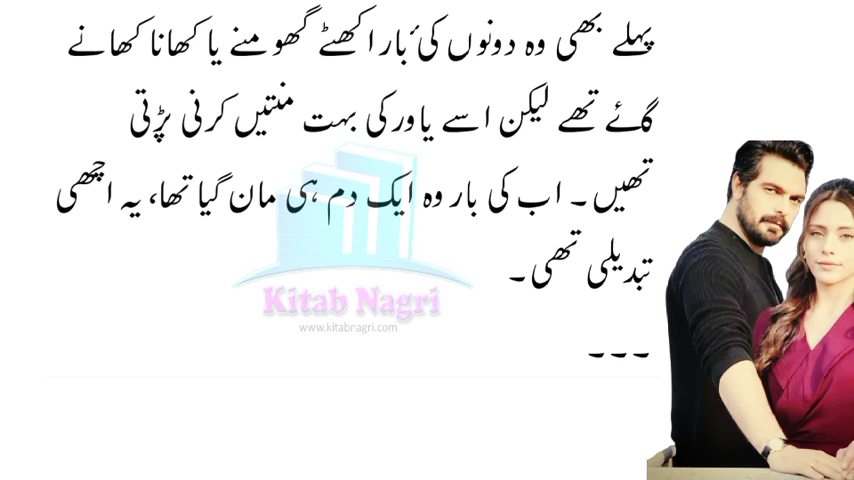 پہلے بھی وہ دونوں کئی بار اکھٹے گھومنے یا کھانا کھانے
گائے تھے لیکن اسے یاور کی بہت منتیں کرنی پڑتی
تھیں۔ اب کی بار وہ ایک دم ہی مان گیا تھا، یہ اچھی
تبدیلی تھی۔
Kitab Nagri
www.kitabnagri.com
---